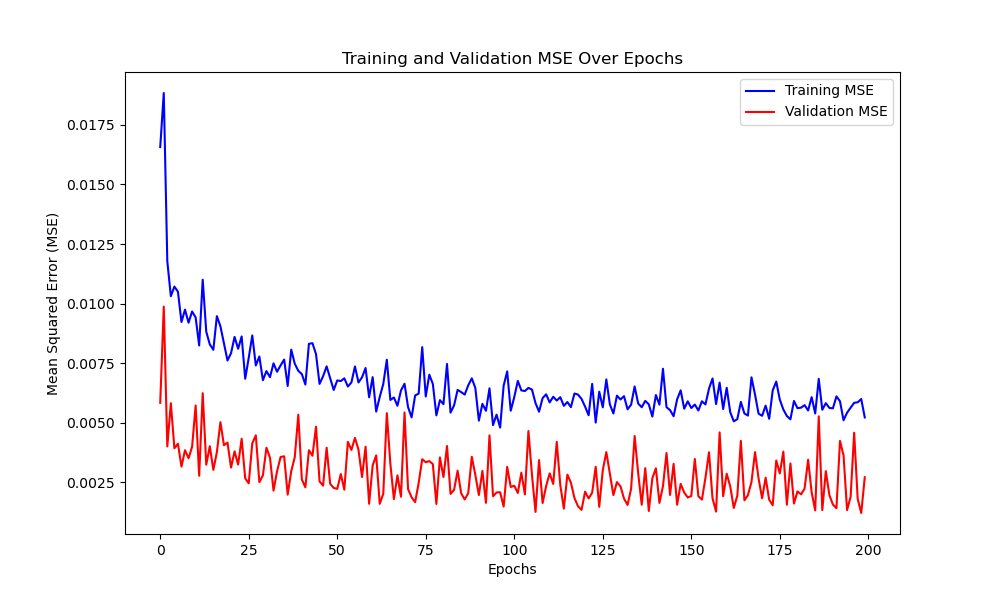 Training and Validation MSE Over Epochs
Training MSE
Validation MSE
Mean Squared Error (MSE)
0.0175
0.0150
0.0125
0.0100
0.0075
0.0050
0.0025
0 25 50 75 100 125 150 175 200
Epochs